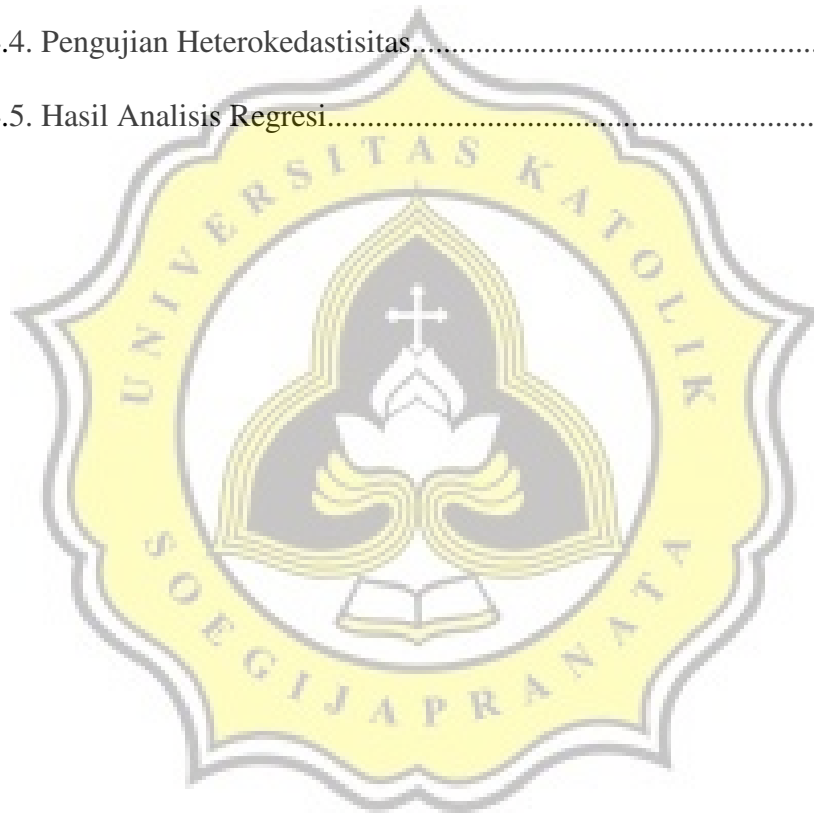 .4. Pengujian Heterokedastisitas
.5. Hasil Analisis Regresi
UNIVERSITAS KATOLIK
SOEGIJAPRANATA